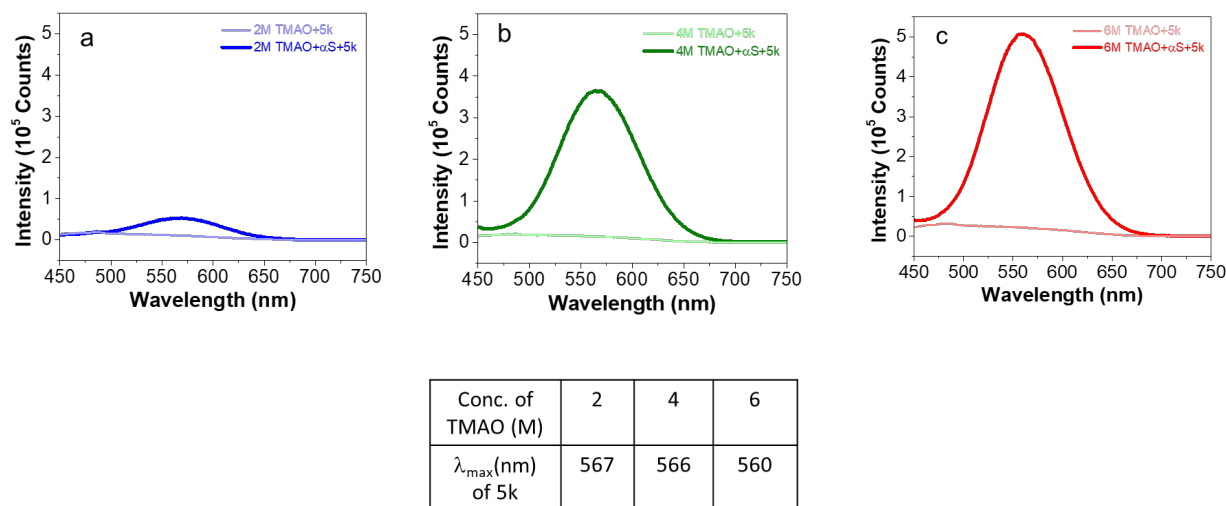 a
2M TMAO+5k
2M TMAO+αS+5k
Intensity (10⁵ Counts)
5
4
3
2
1
0
450 500 550 600 650 700 750
Wavelength (nm)
b
4M TMAO+5k
4M TMAO+αS+5k
Intensity (10⁵ Counts)
5
4
3
2
1
0
450 500 550 600 650 700 750
Wavelength (nm)
c
6M TMAO+5k
6M TMAO+αS+5k
Intensity (10⁵ Counts)
5
4
3
2
1
0
450 500 550 600 650 700 750
Wavelength (nm)
Conc. of 2 4 6
TMAO (M)
λmax(nm) 567 566 560
of 5k